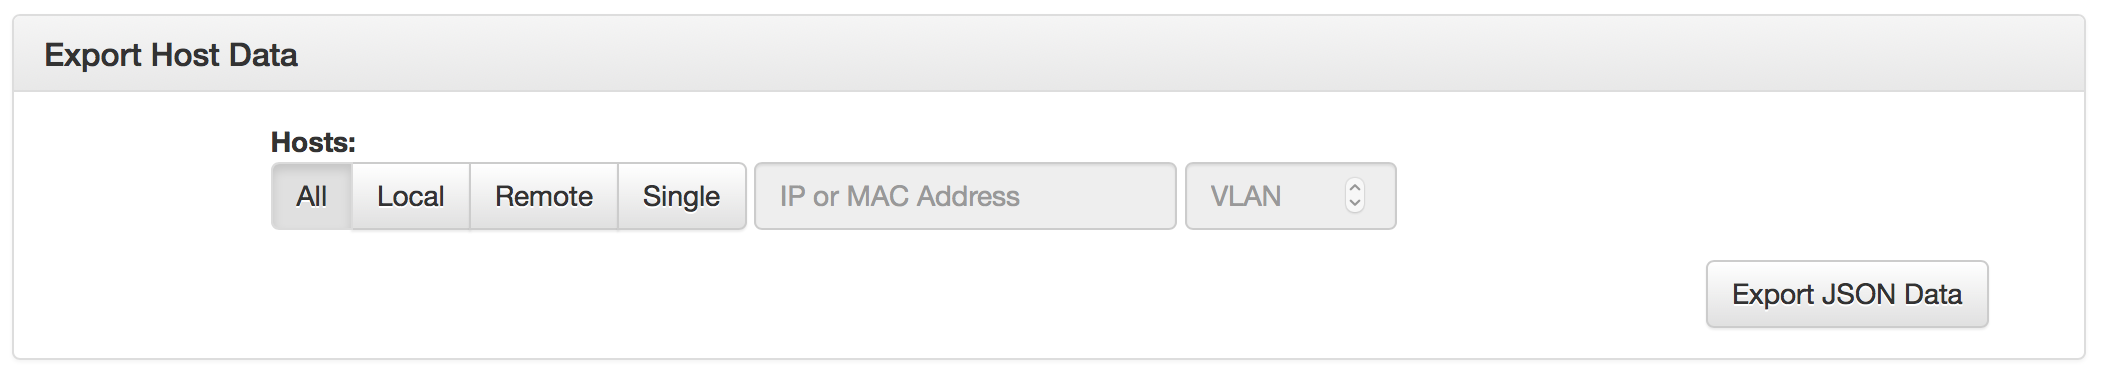 Export Host Data
Hosts:
All Local Remote Single IP or MAC Address VLAN
Export JSON Data